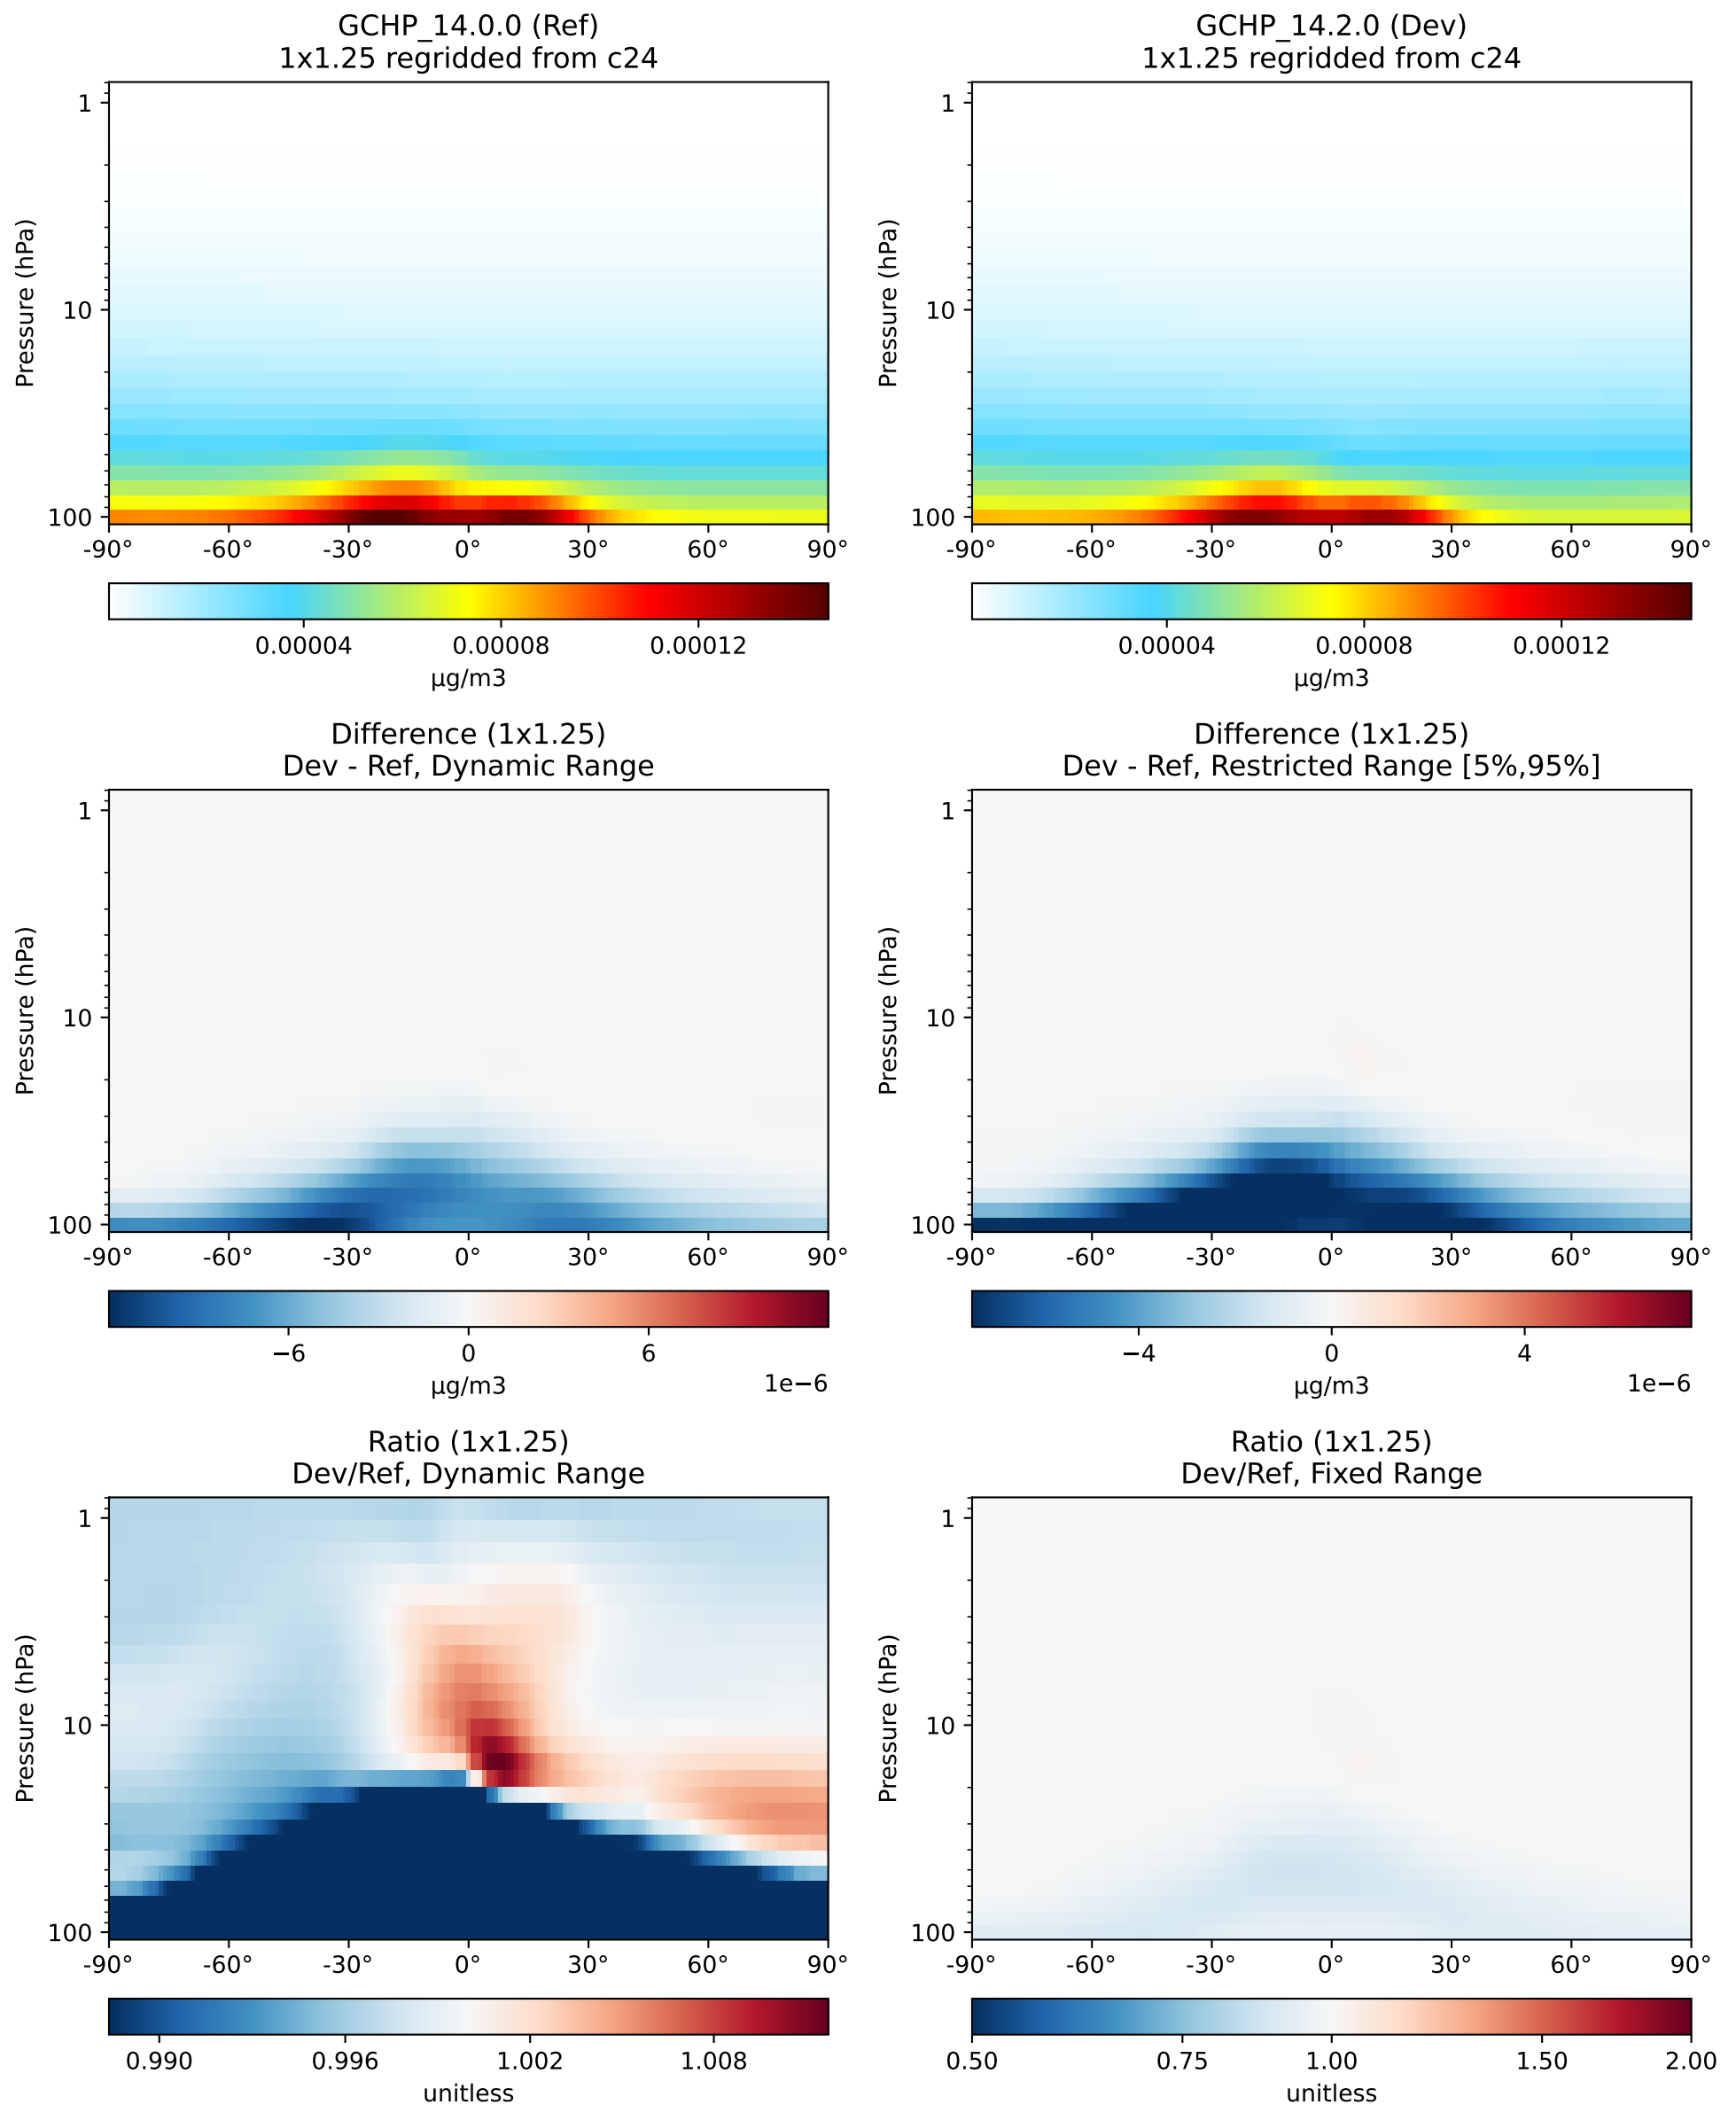 GCHP_14.0.0 (Ref)
1x1.25 regridded from c24
GCHP_14.2.0 (Dev)
1x1.25 regridded from c24
Pressure (hPa)
1
10
100
-90° -60° -30° 0° 30° 60° 90°
0.00004 0.00008 0.00012
µg/m3
Pressure (hPa)
1
10
100
-90° -60° -30° 0° 30° 60° 90°
0.00004 0.00008 0.00012
µg/m3
Difference (1x1.25)
Dev - Ref, Dynamic Range
Pressure (hPa)
1
10
100
-90° -60° -30° 0° 30° 60° 90°
−6 0 6
µg/m3 1e−6
Difference (1x1.25)
Dev - Ref, Restricted Range [5%,95%]
Pressure (hPa)
1
10
100
-90° -60° -30° 0° 30° 60° 90°
−4 0 4
µg/m3 1e−6
Ratio (1x1.25)
Dev/Ref, Dynamic Range
Pressure (hPa)
1
10
100
-90° -60° -30° 0° 30° 60° 90°
0.990 0.996 1.002 1.008
unitless
Ratio (1x1.25)
Dev/Ref, Fixed Range
Pressure (hPa)
1
10
100
-90° -60° -30° 0° 30° 60° 90°
0.50 0.75 1.00 1.50 2.00
unitless